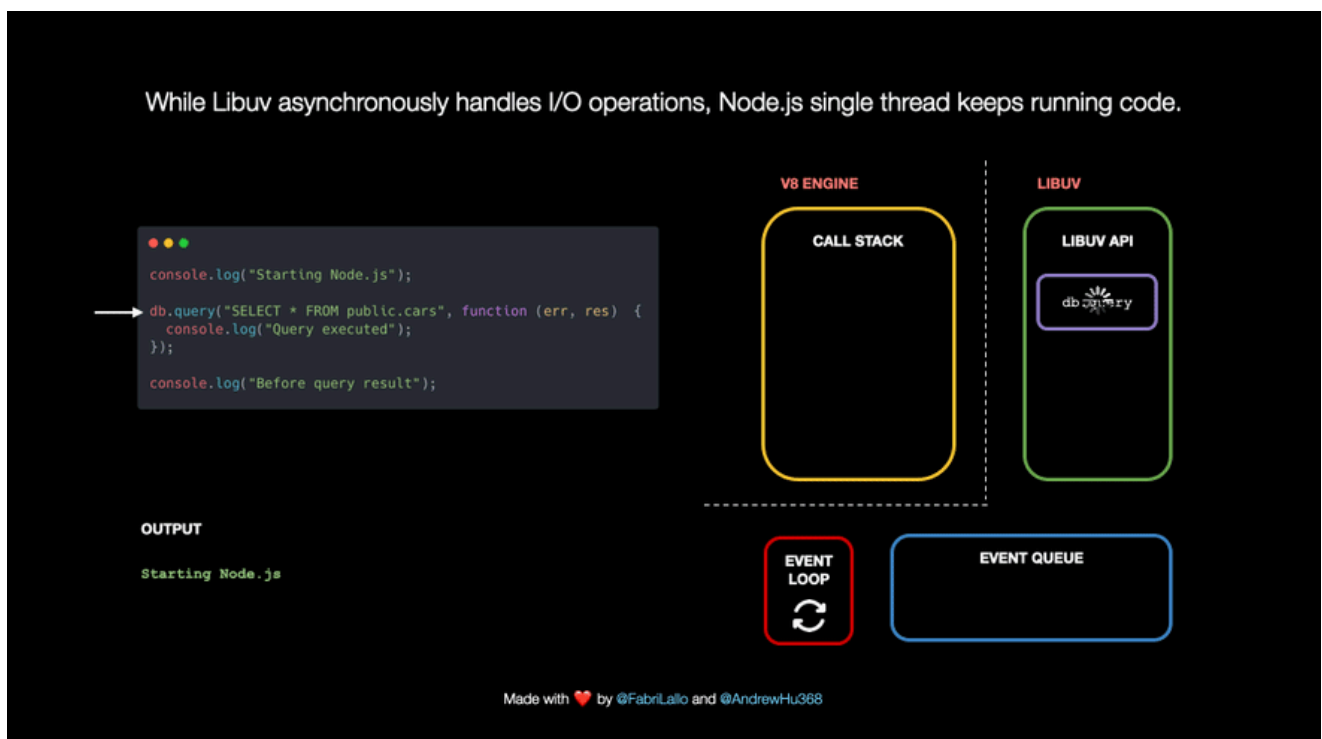 While Libuv asynchronously handles I/O operations, Node.js single thread keeps running code.
V8 ENGINE
LIBUV
CALL STACK
LIBUV API
console.log("Starting Node.js");
db.query("SELECT * FROM public.cars", function (err, res) {
console.log("Query executed");
});
console.log("Before query result");
OUTPUT
Starting Node.js
EVENT
LOOP
EVENT QUEUE
Made with ❤️ by @FabriLallo and @AndrewHu368